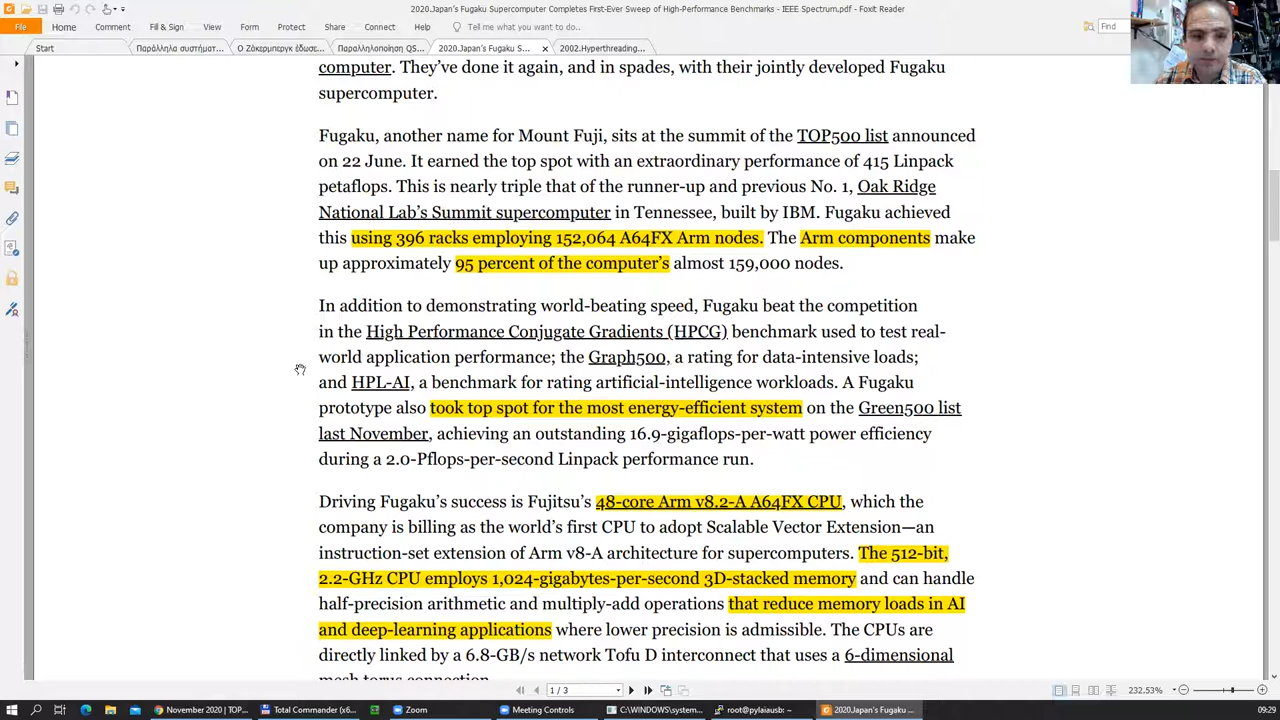 2020.Japan's Fugaku Supercomputer Completes First-Ever Sweep of High-Performance Benchmarks - IEEE Spectrum.pdf - Foxit Reader
File Home Comment Fill & Sign View Form Protect Share Connect Help Tell me what you want to do... Find
Start Παράλληλα συστήματ... Ο Ζόκερμπεργκ έδωσε... Παραλληλοποίηση QS... 2020.Japan's Fugaku S... 2002.Hyperthreading...
computer. They've done it again, and in spades, with their jointly developed Fugaku
supercomputer.
Fugaku, another name for Mount Fuji, sits at the summit of the TOP500 list announced
on 22 June. It earned the top spot with an extraordinary performance of 415 Linpack
petaflops. This is nearly triple that of the runner-up and previous No. 1, Oak Ridge
National Lab's Summit supercomputer in Tennessee, built by IBM. Fugaku achieved
this using 396 racks employing 152,064 A64FX Arm nodes. The Arm components make
up approximately 95 percent of the computer's almost 159,000 nodes.
In addition to demonstrating world-beating speed, Fugaku beat the competition
in the High Performance Conjugate Gradients (HPCG) benchmark used to test real-
world application performance; the Graph500, a rating for data-intensive loads;
and HPL-AI, a benchmark for rating artificial-intelligence workloads. A Fugaku
prototype also took top spot for the most energy-efficient system on the Green500 list
last November, achieving an outstanding 16.9-gigaflops-per-watt power efficiency
during a 2.0-Pflops-per-second Linpack performance run.
Driving Fugaku's success is Fujitsu's 48-core Arm v8.2-A A64FX CPU, which the
company is billing as the world's first CPU to adopt Scalable Vector Extension—an
instruction-set extension of Arm v8-A architecture for supercomputers. The 512-bit,
2.2-GHz CPU employs 1,024-gigabytes-per-second 3D-stacked memory and can handle
half-precision arithmetic and multiply-add operations that reduce memory loads in AI
and deep-learning applications where lower precision is admissible. The CPUs are
directly linked by a 6.8-GB/s network Tofu D interconnect that uses a 6-dimensional
mesh torus connection.
1 / 3 232.53%
November 2020 | TOP... Total Commander (x6... Zoom Meeting Controls C:\WINDOWS\system... root@pylaiausb: ~ 2020.Japan's Fugaku ... 09:29